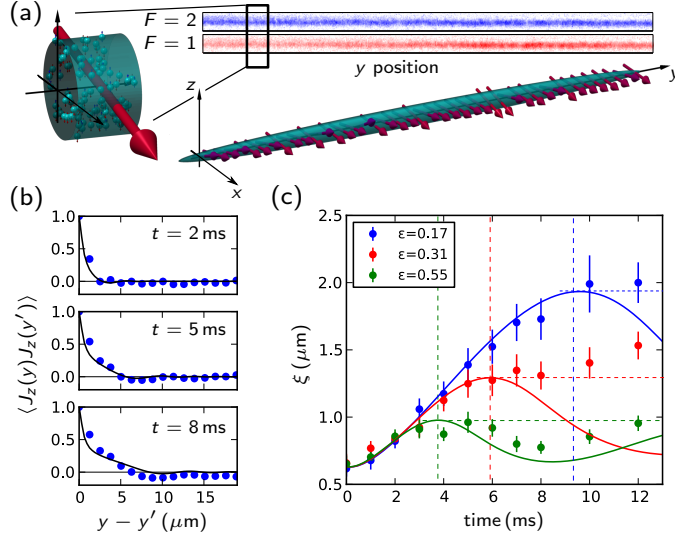 (a)
F = 2
F = 1
y position
z
y
x
(b)
1.0
0.5
0.0
t = 2 ms
1.0
0.5
0.0
t = 5 ms
1.0
0.5
0.0
t = 8 ms
0 5 10 15
y − y′ (μm)
⟨J_z(y)J_z(y′)⟩
(c)
2.5
2.0
1.5
1.0
0.5
ξ (μm)
ε=0.17
ε=0.31
ε=0.55
0 2 4 6 8 10 12
time (ms)